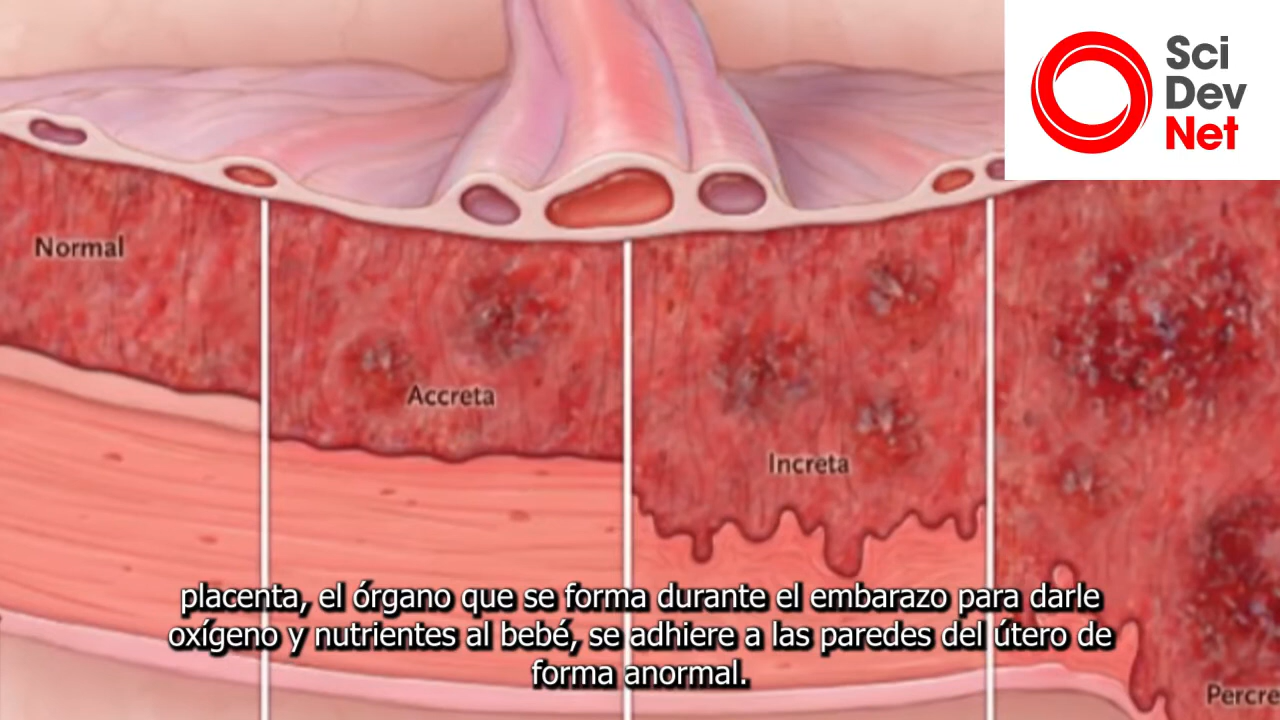 Sci
Dev
Net
Normal
Accreta
Increta
Percre
placenta, el órgano que se forma durante el embarazo para darle
oxígeno y nutrientes al bebé, se adhiere a las paredes del útero de
forma anormal.